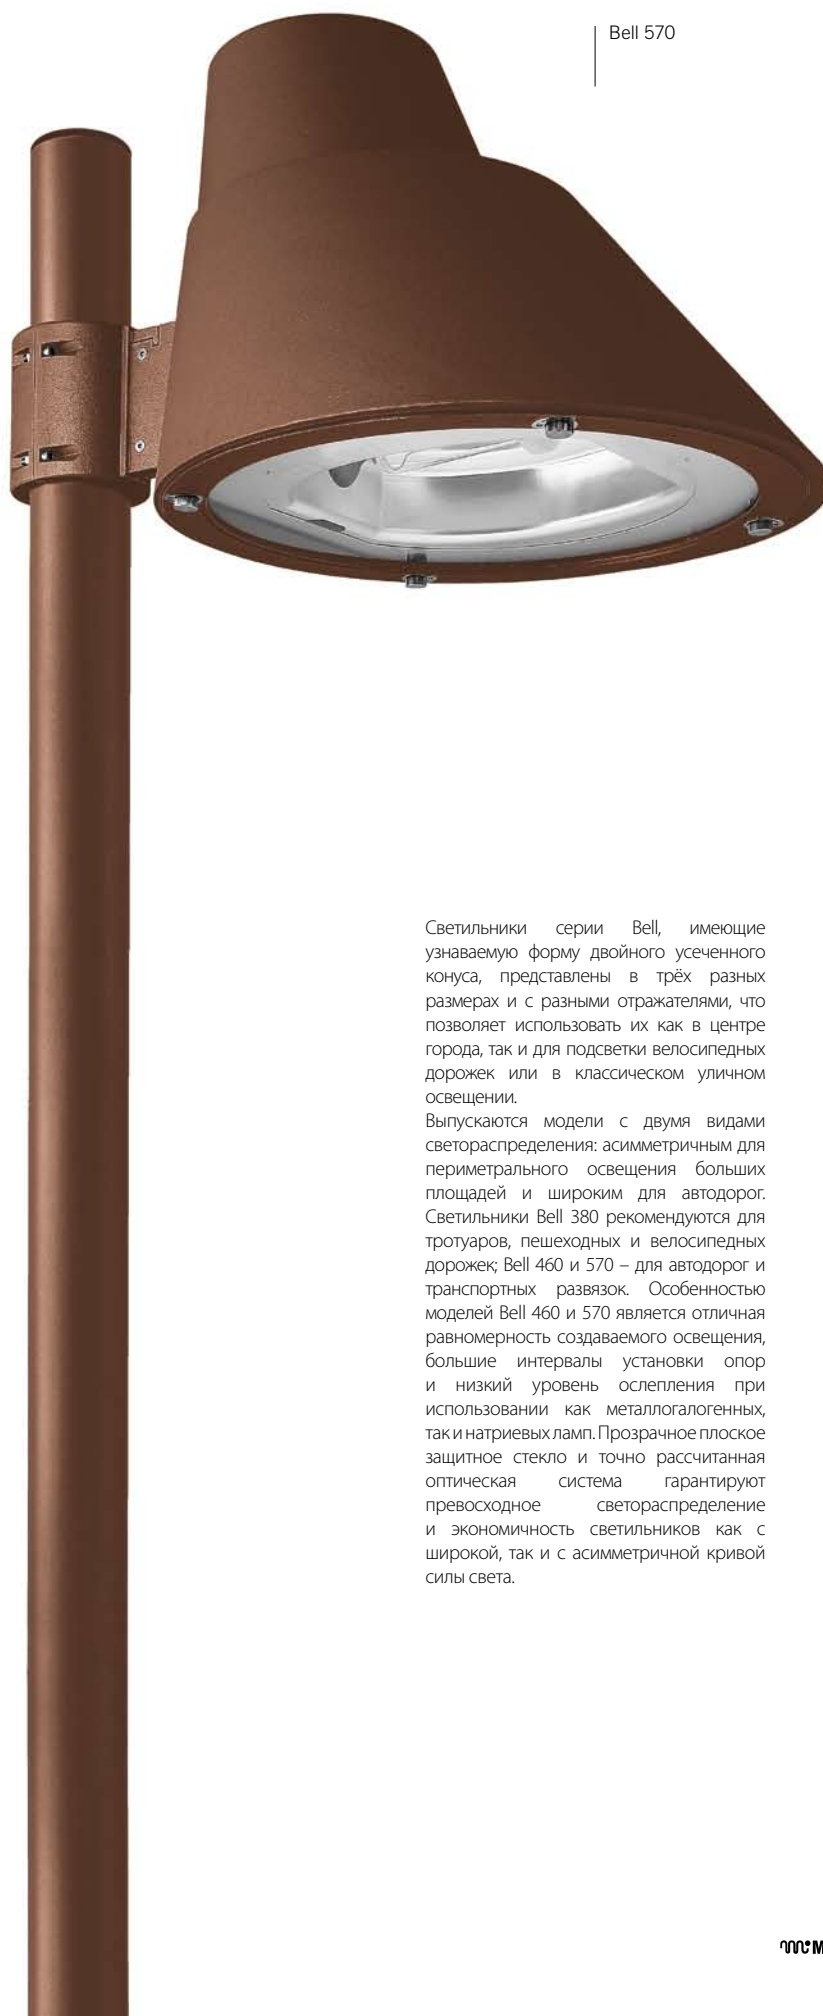 Bell 570
Светильники серии Bell, имеющие
узнаваемую форму двойного усеченного
конуса, представлены в трёх разных
размерах и с разными отражателями, что
позволяет использовать их как в центре
города, так и для подсветки велосипедных
дорожек или в классическом уличном
освещении.
Выпускаются модели с двумя видами
светораспределения: асимметричным для
периметрального освещения больших
площадей и широким для автодорог.
Светильники Bell 380 рекомендуются для
тротуаров, пешеходных и велосипедных
дорожек; Bell 460 и 570 – для автодорог и
транспортных развязок. Особенностью
моделей Bell 460 и 570 является отличная
равномерность создаваемого освещения,
большие интервалы установки опор
и низкий уровень ослепления при
использовании как металлогалогенных,
так и натриевых ламп. Прозрачное плоское
защитное стекло и точно рассчитанная
оптическая система гарантируют
превосходное светораспределение
и экономичность светильников как с
широкой, так и с асимметричной кривой
силы света.